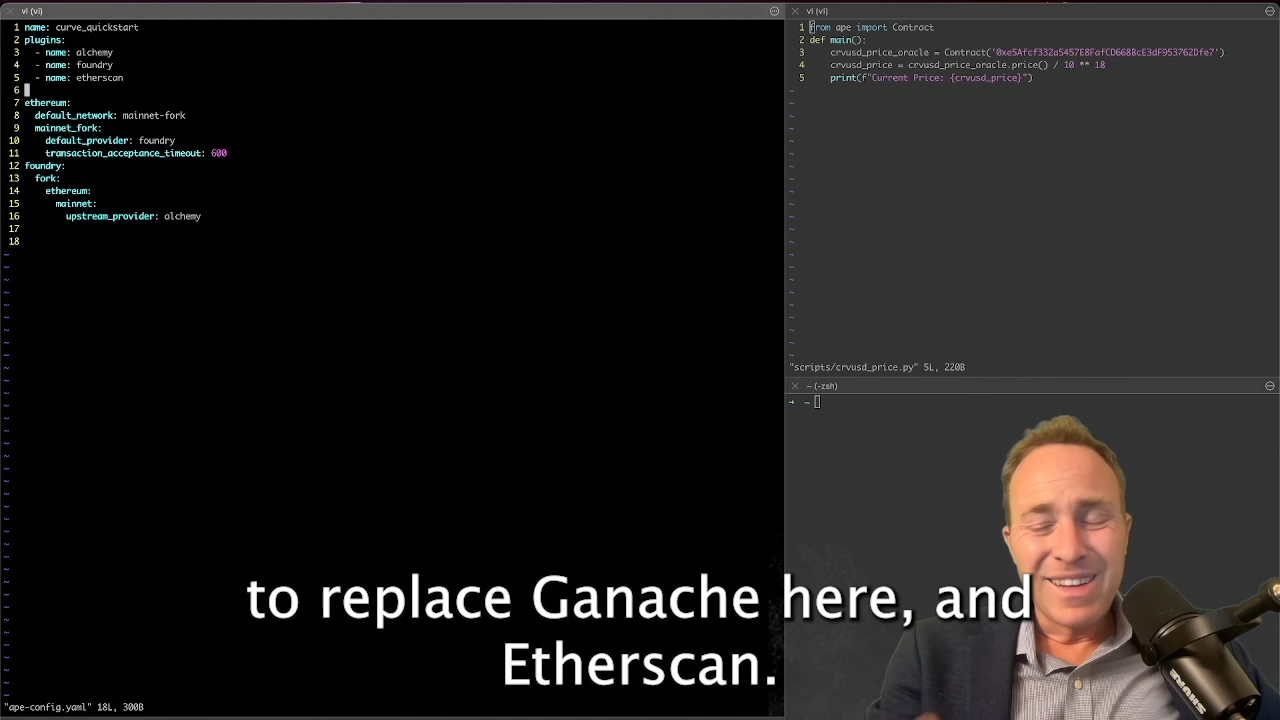 vi (vi)
1 name: curve_quickstart
2 plugins:
3 - name: alchemy
4 - name: foundry
5 - name: etherscan
6
7 ethereum:
8 default_network: mainnet-fork
9 mainnet_fork:
10 default_provider: foundry
11 transaction_acceptance_timeout: 600
12 foundry:
13 fork:
14 ethereum:
15 mainnet:
16 upstream_provider: alchemy
17
18
"ape-config.yaml" 18L, 300B
vi (vi)
1 from ape import Contract
2 def main():
3 crvusd_price_oracle = Contract('0xe5Afcf332a5457E8FafCD668BcE3dF953762Dfe7')
4 crvusd_price = crvusd_price_oracle.price() / 10 ** 18
5 print(f"Current Price: {crvusd_price}")
"scripts/crvusd_price.py" 5L, 220B
~ (-zsh)
→ ~
to replace Ganache here, and
Etherscan.
SHURE